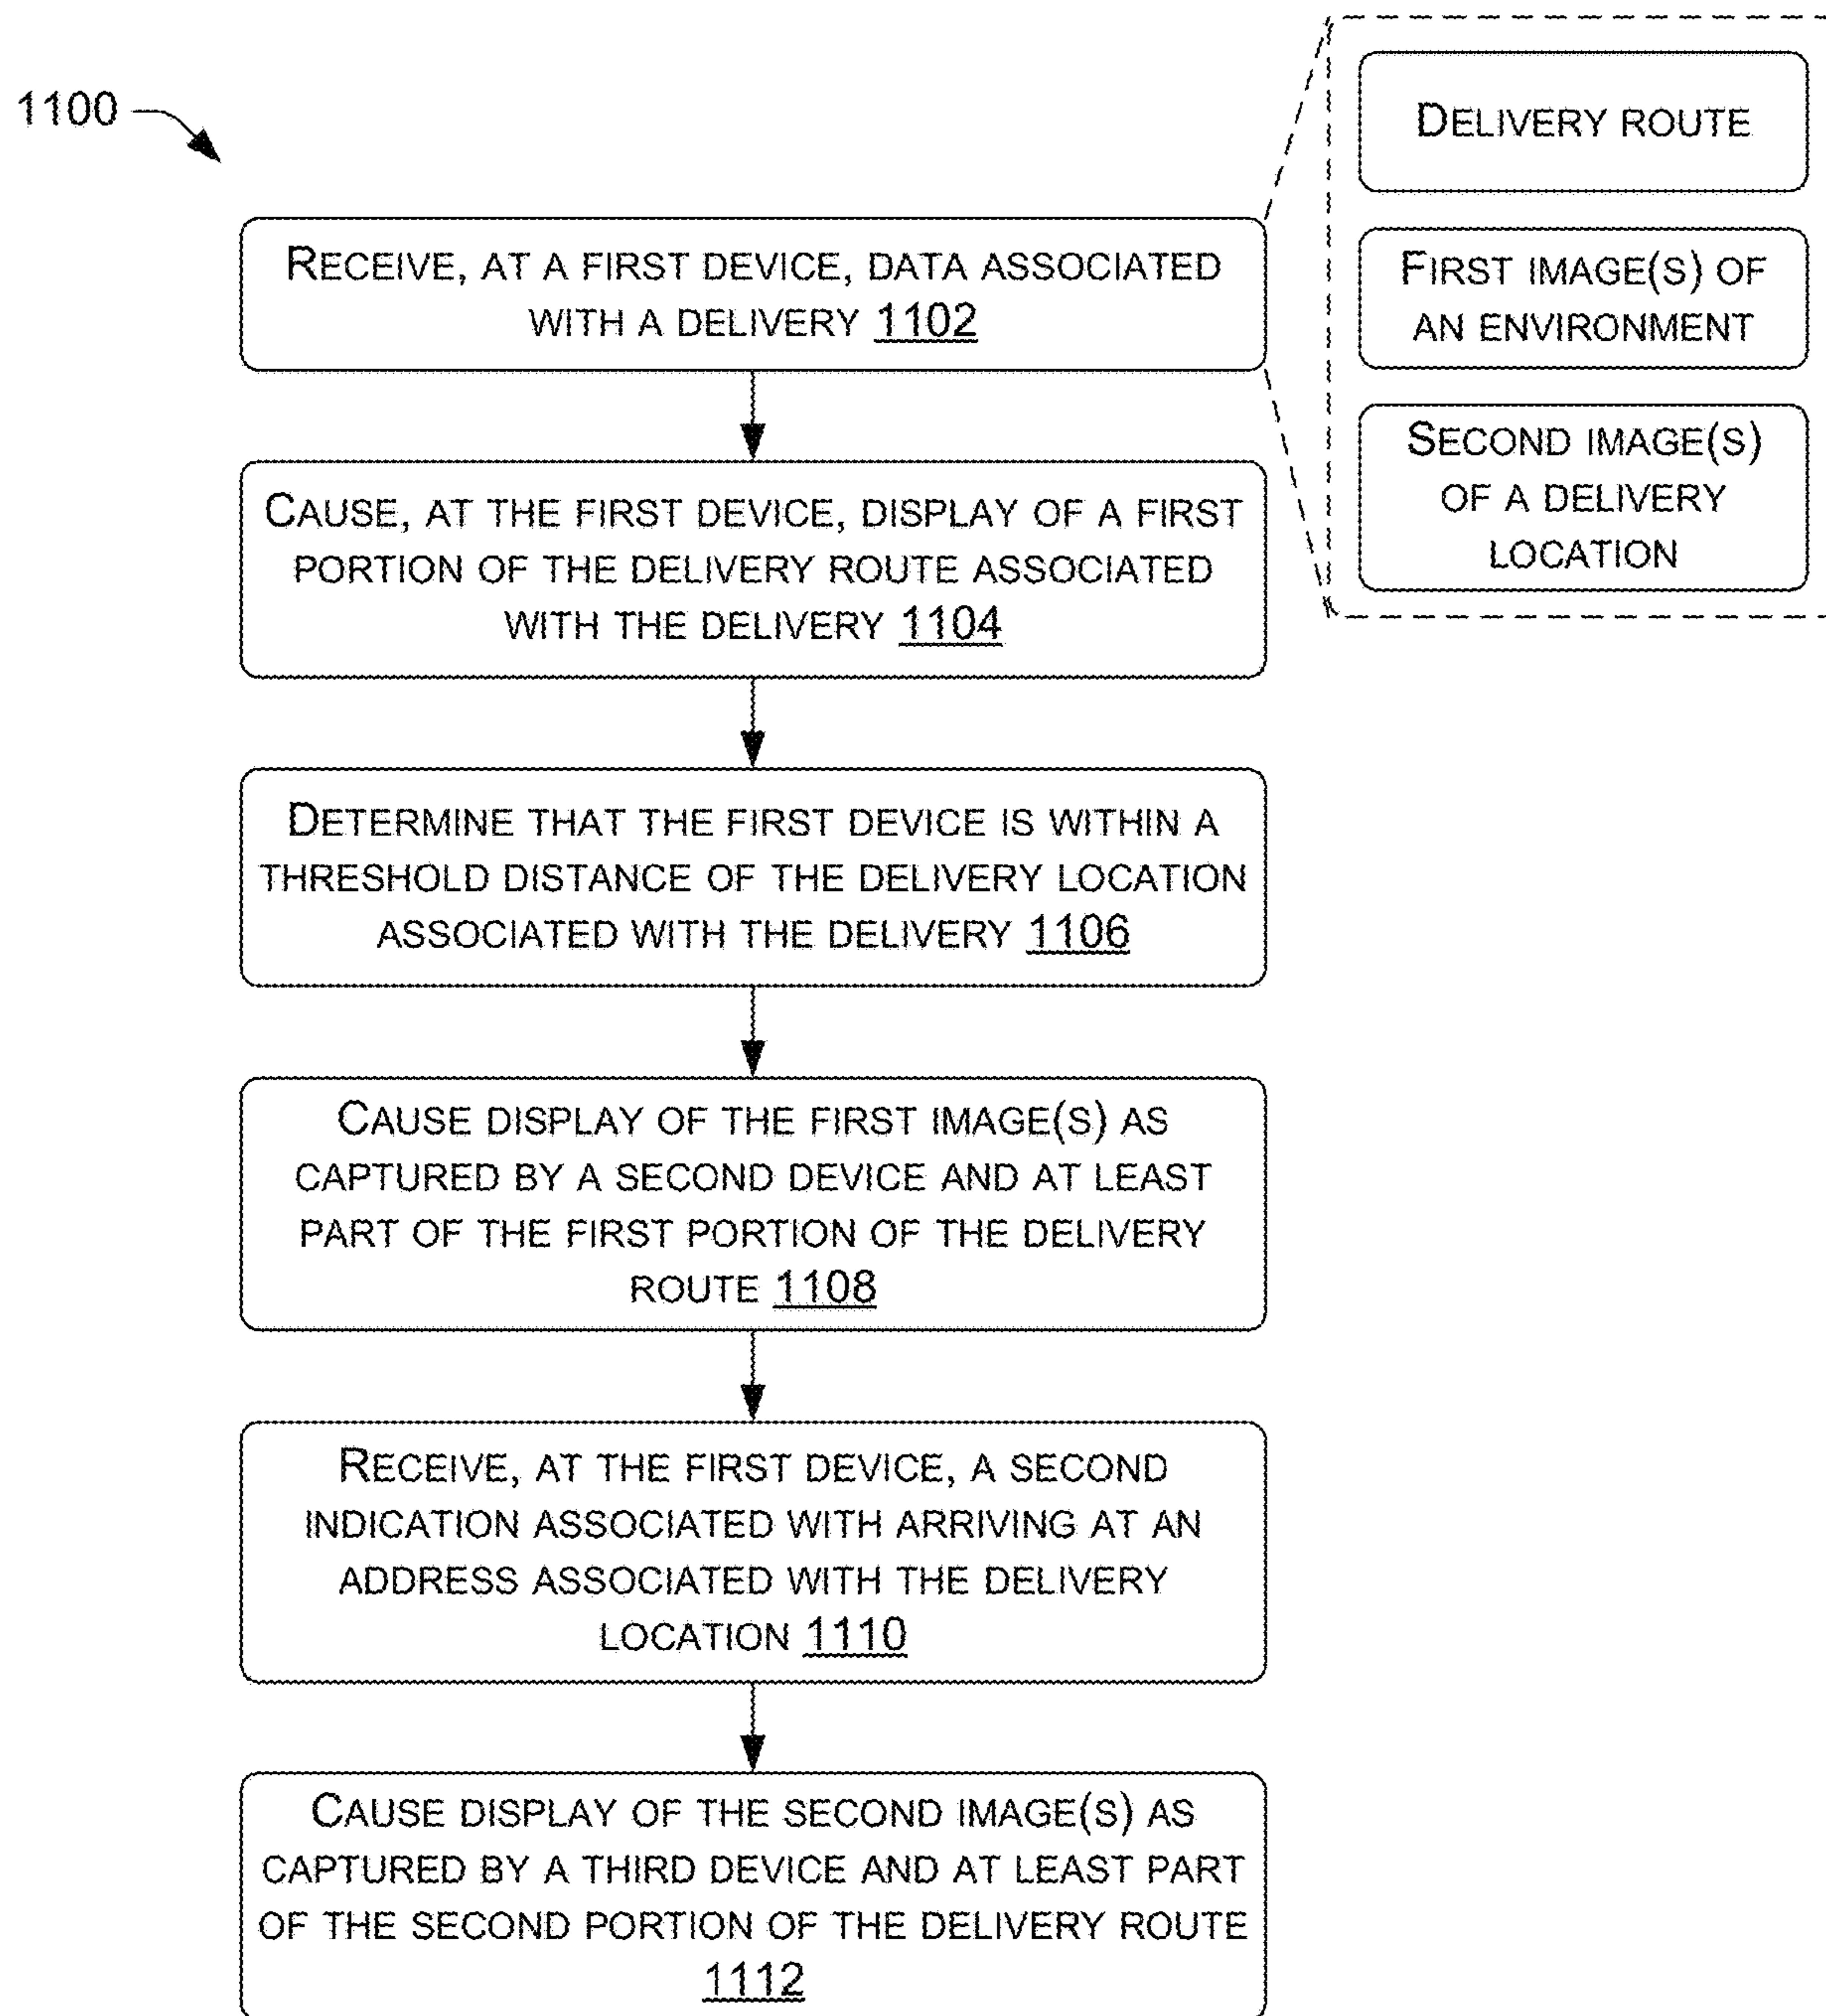 1100
RECEIVE, AT A FIRST DEVICE, DATA ASSOCIATED
WITH A DELIVERY 1102
DELIVERY ROUTE
FIRST IMAGE(S) OF
AN ENVIRONMENT
SECOND IMAGE(S)
OF A DELIVERY
LOCATION
CAUSE, AT THE FIRST DEVICE, DISPLAY OF A FIRST
PORTION OF THE DELIVERY ROUTE ASSOCIATED
WITH THE DELIVERY 1104
DETERMINE THAT THE FIRST DEVICE IS WITHIN A
THRESHOLD DISTANCE OF THE DELIVERY LOCATION
ASSOCIATED WITH THE DELIVERY 1106
CAUSE DISPLAY OF THE FIRST IMAGE(S) AS
CAPTURED BY A SECOND DEVICE AND AT LEAST
PART OF THE FIRST PORTION OF THE DELIVERY
ROUTE 1108
RECEIVE, AT THE FIRST DEVICE, A SECOND
INDICATION ASSOCIATED WITH ARRIVING AT AN
ADDRESS ASSOCIATED WITH THE DELIVERY
LOCATION 1110
CAUSE DISPLAY OF THE SECOND IMAGE(S) AS
CAPTURED BY A THIRD DEVICE AND AT LEAST PART
OF THE SECOND PORTION OF THE DELIVERY ROUTE
1112